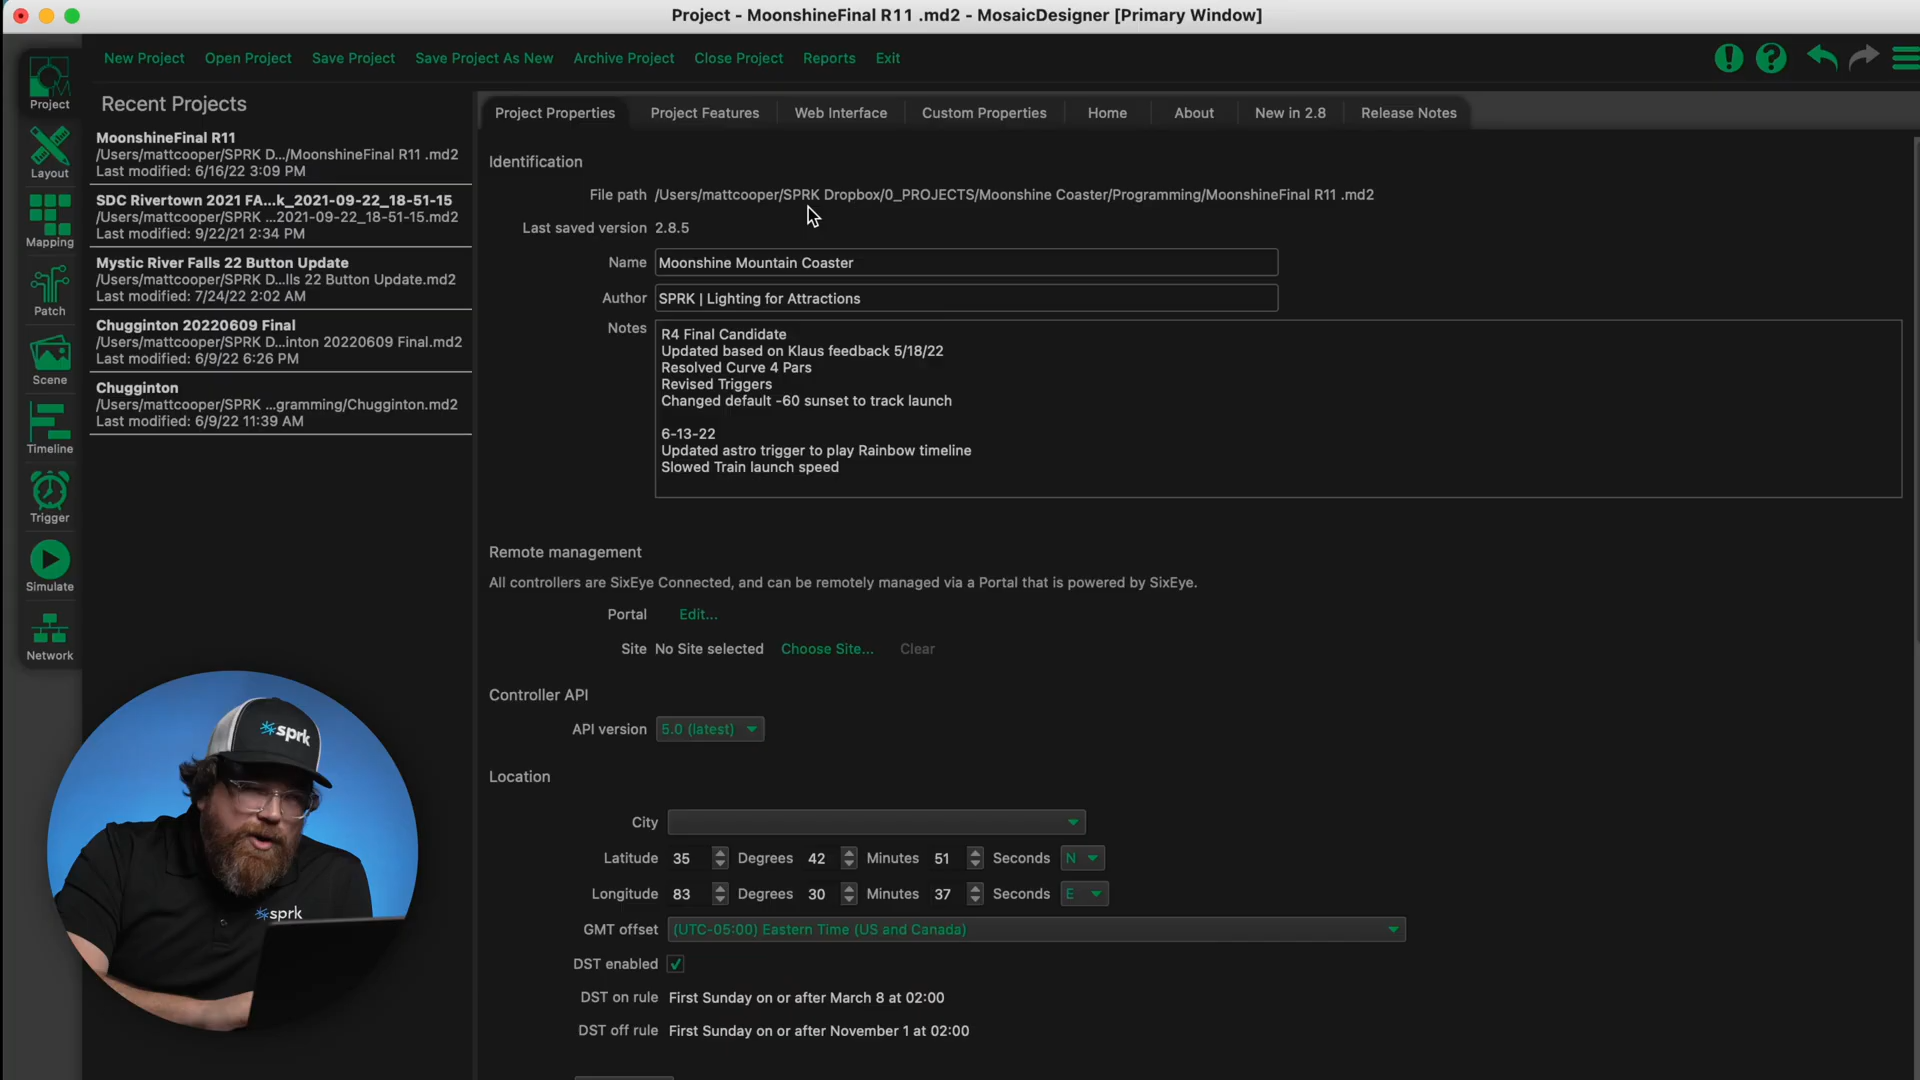 Project - MoonshineFinal R11 .md2 - MosaicDesigner [Primary Window]
New Project Open Project Save Project Save Project As New Archive Project Close Project Reports Exit
Project
Layout
Mapping
Patch
Scene
Timeline
Trigger
Simulate
Network
Recent Projects
MoonshineFinal R11
/Users/mattcooper/SPRK D.../MoonshineFinal R11 .md2
Last modified: 6/16/22 3:09 PM
SDC Rivertown 2021 FA...k_2021-09-22_18-51-15
/Users/mattcooper/SPRK ...2021-09-22_18-51-15.md2
Last modified: 9/22/21 2:34 PM
Mystic River Falls 22 Button Update
/Users/mattcooper/SPRK D...lls 22 Button Update.md2
Last modified: 7/24/22 2:02 AM
Chugginton 20220609 Final
/Users/mattcooper/SPRK D...inton 20220609 Final.md2
Last modified: 6/9/22 6:26 PM
Chugginton
/Users/mattcooper/SPRK ...gramming/Chugginton.md2
Last modified: 6/9/22 11:39 AM
Project Properties Project Features Web Interface Custom Properties Home About New in 2.8 Release Notes
Identification
File path /Users/mattcooper/SPRK Dropbox/0_PROJECTS/Moonshine Coaster/Programming/MoonshineFinal R11 .md2
Last saved version 2.8.5
Name Moonshine Mountain Coaster
Author SPRK | Lighting for Attractions
Notes R4 Final Candidate
Updated based on Klaus feedback 5/18/22
Resolved Curve 4 Pars
Revised Triggers
Changed default -60 sunset to track launch
6-13-22
Updated astro trigger to play Rainbow timeline
Slowed Train launch speed
Remote management
All controllers are SixEye Connected, and can be remotely managed via a Portal that is powered by SixEye.
Portal Edit...
Site No Site selected Choose Site... Clear
Controller API
API version 5.0 (latest)
Location
City
Latitude 35 Degrees 42 Minutes 51 Seconds N
Longitude 83 Degrees 30 Minutes 37 Seconds E
GMT offset (UTC-05:00) Eastern Time (US and Canada)
DST enabled
DST on rule First Sunday on or after March 8 at 02:00
DST off rule First Sunday on or after November 1 at 02:00
sprk
sprk